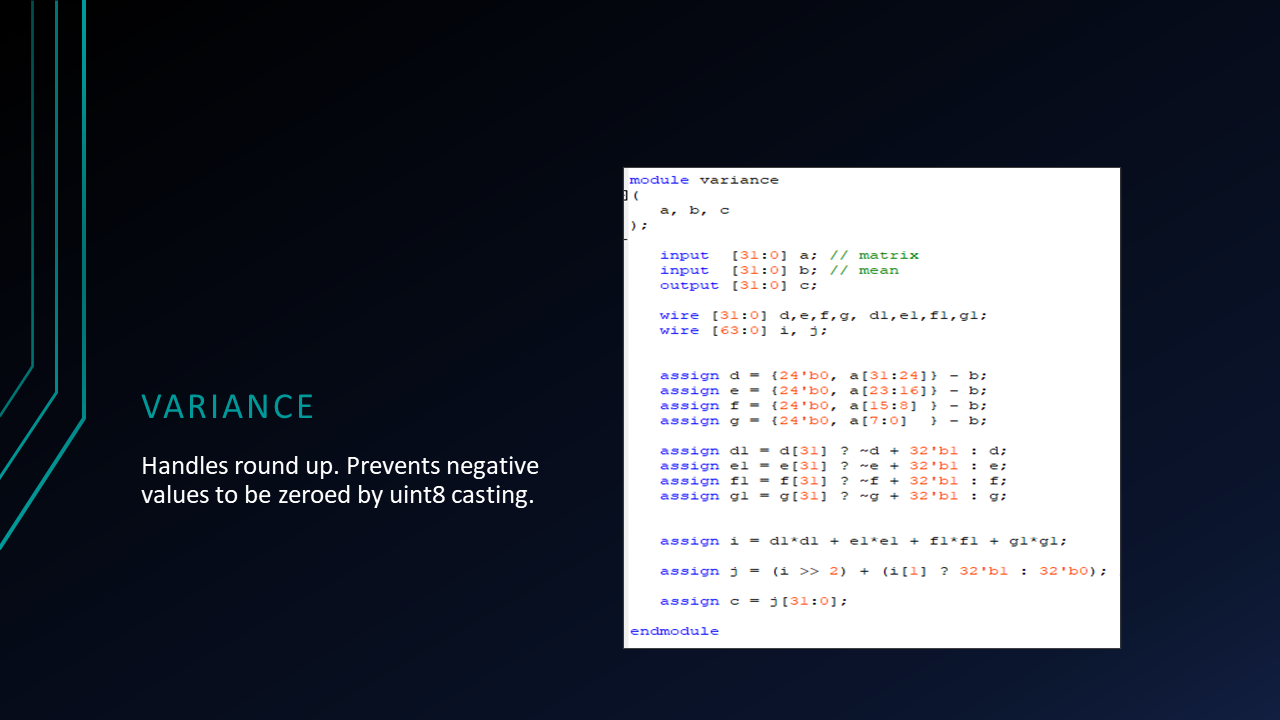 VARIANCE
Handles round up. Prevents negative
values to be zeroed by uint8 casting.
module variance
(
a, b, c
);
input [31:0] a; // matrix
input [31:0] b; // mean
output [31:0] c;
wire [31:0] d,e,f,g, d1,e1,f1,g1;
wire [63:0] i, j;
assign d = {24'b0, a[31:24]} - b;
assign e = {24'b0, a[23:16]} - b;
assign f = {24'b0, a[15:8] } - b;
assign g = {24'b0, a[7:0] } - b;
assign d1 = d[31] ? ~d + 32'b1 : d;
assign e1 = e[31] ? ~e + 32'b1 : e;
assign f1 = f[31] ? ~f + 32'b1 : f;
assign g1 = g[31] ? ~g + 32'b1 : g;
assign i = d1*d1 + e1*e1 + f1*f1 + g1*g1;
assign j = (i >> 2) + (i[1] ? 32'b1 : 32'b0);
assign c = j[31:0];
endmodule